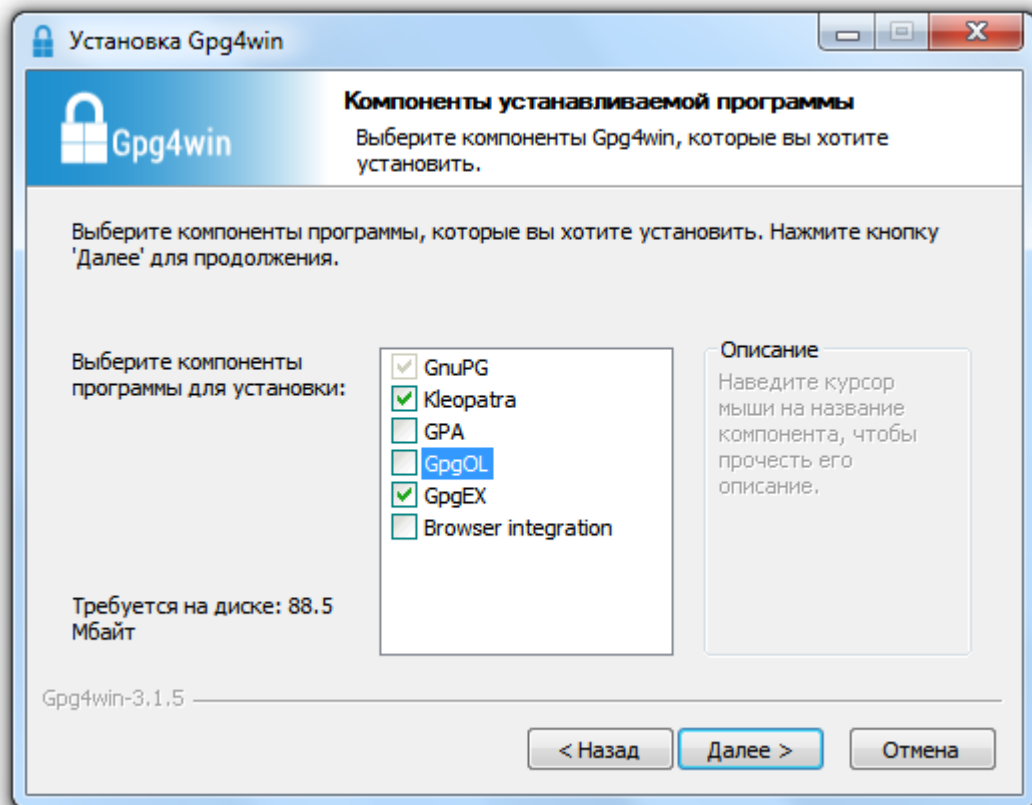 Установка Gpg4win
Gpg4win
Компоненты устанавливаемой программы
Выберите компоненты Gpg4win, которые вы хотите
установить.
Выберите компоненты программы, которые вы хотите установить. Нажмите кнопку
'Далее' для продолжения.
Выберите компоненты
программы для установки:
GnuPG
Kleopatra
GPA
GpgOL
GpgEX
Browser integration
Описание
Наведите курсор
мыши на название
компонента, чтобы
прочесть его
описание.
Требуется на диске: 88.5
Мбайт
Gpg4win-3.1.5
< Назад
Далее >
Отмена